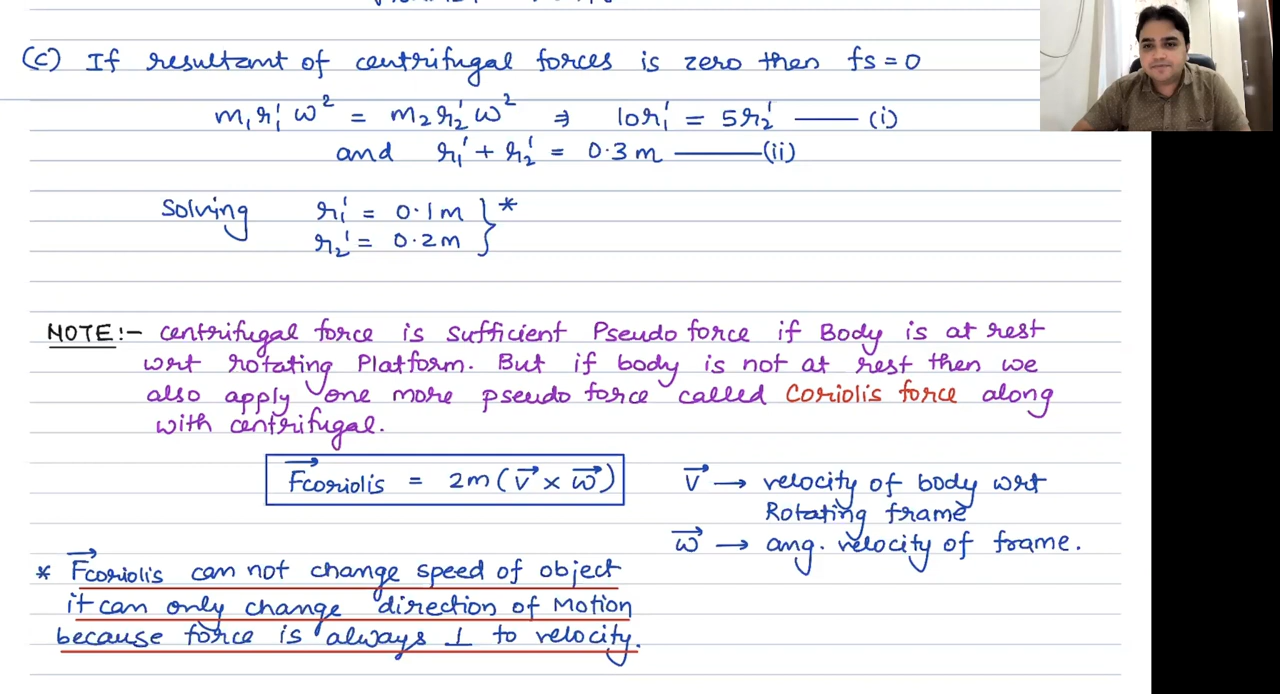 (c) If resultant of centrifugal forces is zero then fs = 0
m₁r₁'ω² = m₂r₂'ω² ⇒ 10r₁' = 5r₂' —— (i)
and r₁' + r₂' = 0.3 m ——— (ii)
Solving r₁' = 0.1 m } *
r₂' = 0.2 m
NOTE:- Centrifugal force is sufficient Pseudo force if Body is at rest
wrt rotating Platform. But if body is not at rest then we
also apply one more pseudo force called Coriolis force along
with centrifugal.
F⃗coriolis = 2m (v⃗ × ω⃗) v⃗ → velocity of body wrt
Rotating frame
ω⃗ → ang. velocity of frame.
* F⃗coriolis can not change speed of object
it can only change direction of Motion
because force is always ⊥ to velocity.